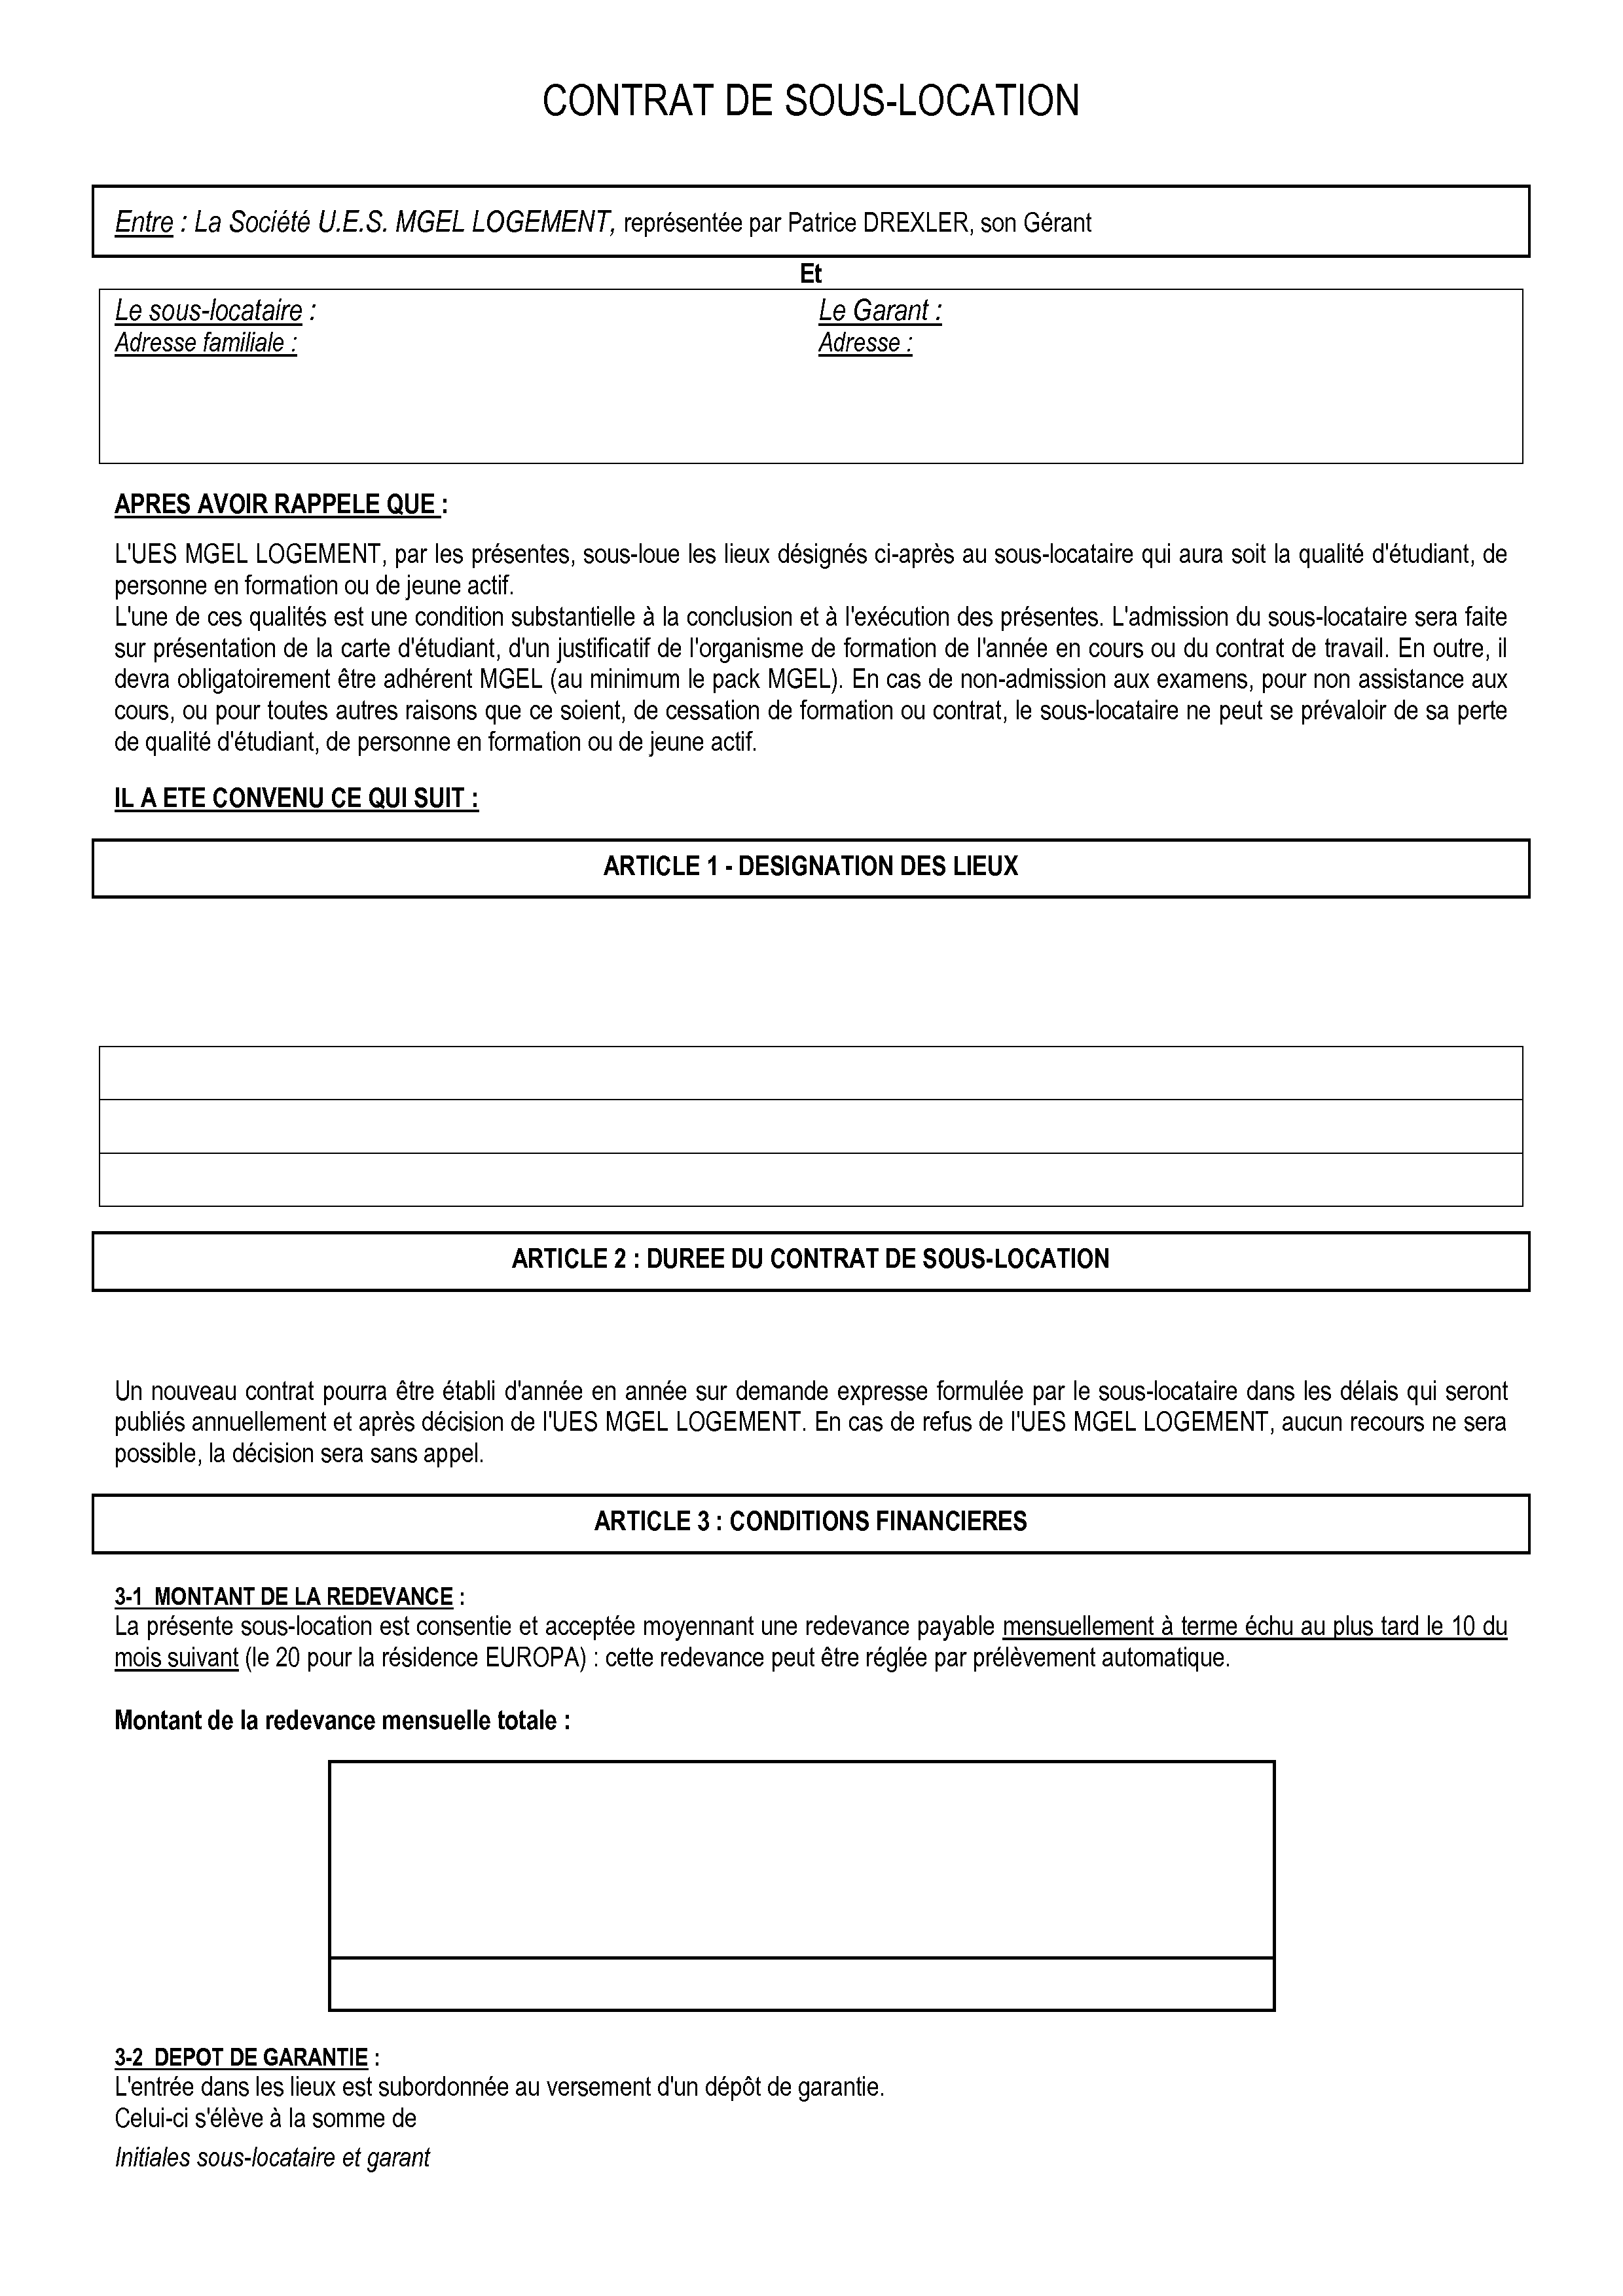 CONTRAT DE SOUS-LOCATION
Entre : La Société U.E.S. MGEL LOGEMENT, représentée par Patrice DREXLER, son Gérant
Et
Le sous-locataire :
Adresse familiale :
Le Garant :
Adresse :
APRES AVOIR RAPPELE QUE :
L'UES MGEL LOGEMENT, par les présentes, sous-loue les lieux désignés ci-après au sous-locataire qui aura soit la qualité d'étudiant, de
personne en formation ou de jeune actif.
L'une de ces qualités est une condition substantielle à la conclusion et à l'exécution des présentes. L'admission du sous-locataire sera faite
sur présentation de la carte d'étudiant, d'un justificatif de l'organisme de formation de l'année en cours ou du contrat de travail. En outre, il
devra obligatoirement être adhérent MGEL (au minimum le pack MGEL). En cas de non-admission aux examens, pour non assistance aux
cours, ou pour toutes autres raisons que ce soient, de cessation de formation ou contrat, le sous-locataire ne peut se prévaloir de sa perte
de qualité d'étudiant, de personne en formation ou de jeune actif.
IL A ETE CONVENU CE QUI SUIT :
ARTICLE 1 - DESIGNATION DES LIEUX
ARTICLE 2 : DUREE DU CONTRAT DE SOUS-LOCATION
Un nouveau contrat pourra être établi d'année en année sur demande expresse formulée par le sous-locataire dans les délais qui seront
publiés annuellement et après décision de l'UES MGEL LOGEMENT. En cas de refus de l'UES MGEL LOGEMENT, aucun recours ne sera
possible, la décision sera sans appel.
ARTICLE 3 : CONDITIONS FINANCIERES
3-1 MONTANT DE LA REDEVANCE :
La présente sous-location est consentie et acceptée moyennant une redevance payable mensuellement à terme échu au plus tard le 10 du
mois suivant (le 20 pour la résidence EUROPA) : cette redevance peut être réglée par prélèvement automatique.
Montant de la redevance mensuelle totale :
3-2 DEPOT DE GARANTIE :
L'entrée dans les lieux est subordonnée au versement d'un dépôt de garantie.
Celui-ci s'élève à la somme de
Initiales sous-locataire et garant